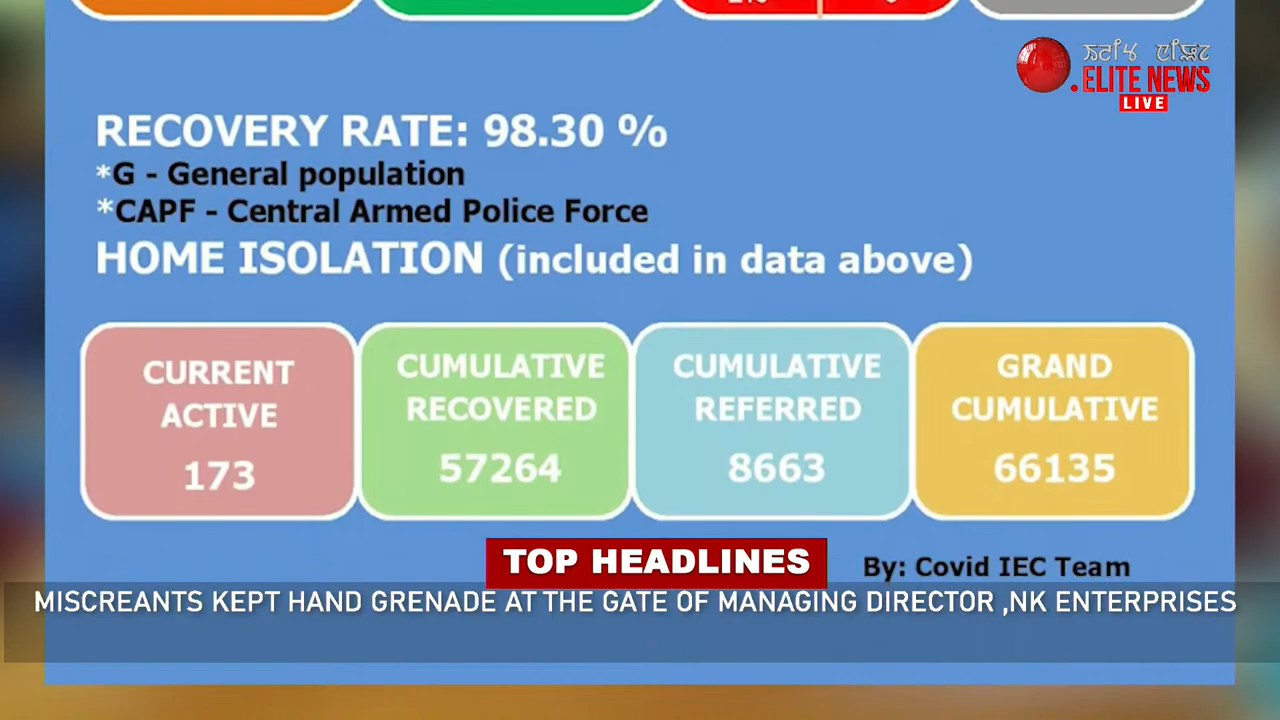 ꯏꯂꯥꯏꯠ ꯅꯤꯌꯨꯖ
.ELITE NEWS
LIVE
RECOVERY RATE: 98.30 %
*G - General population
*CAPF - Central Armed Police Force
HOME ISOLATION (included in data above)
CURRENT
ACTIVE
173
CUMULATIVE
RECOVERED
57264
CUMULATIVE
REFERRED
8663
GRAND
CUMULATIVE
66135
TOP HEADLINES
By: Covid IEC Team
MISCREANTS KEPT HAND GRENADE AT THE GATE OF MANAGING DIRECTOR ,NK ENTERPRISES